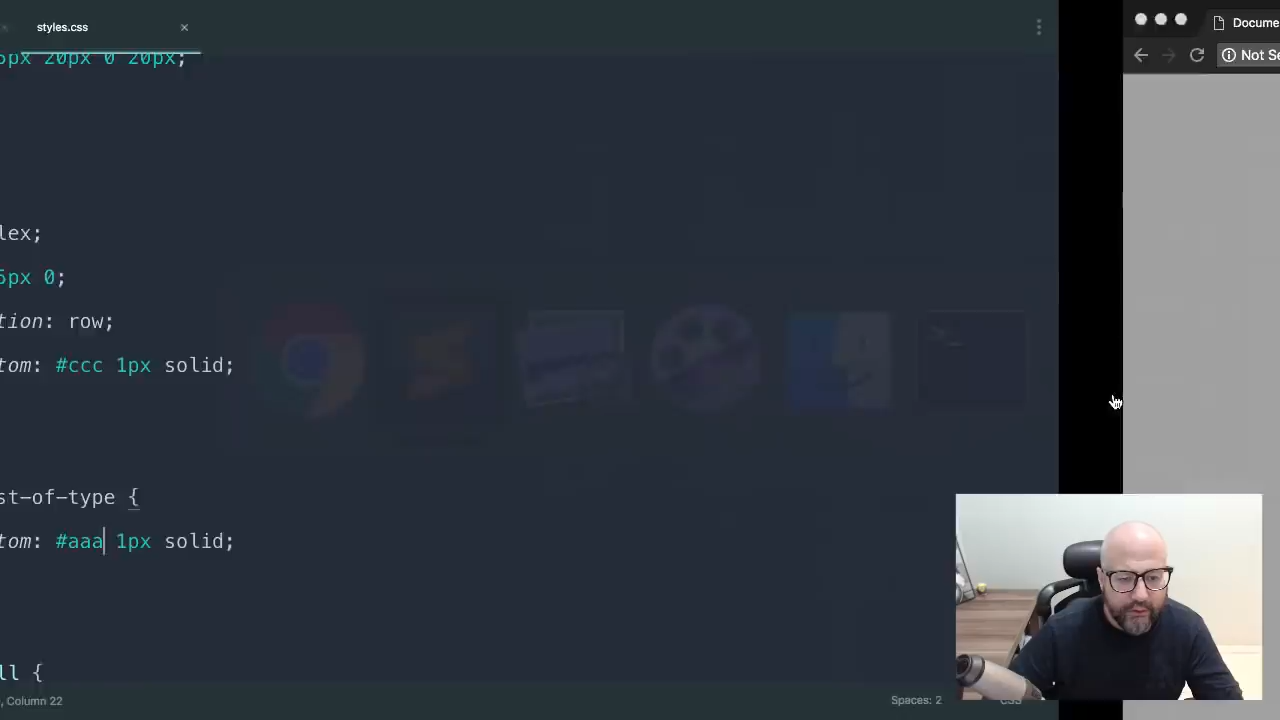 styles.css
Docume
5px 20px 0 20px;
Not Se
lex;
5px 0;
tion: row;
tom: #ccc 1px solid;
st-of-type {
tom: #aaa 1px solid;
ll {
, Column 22
Spaces: 2
CSS